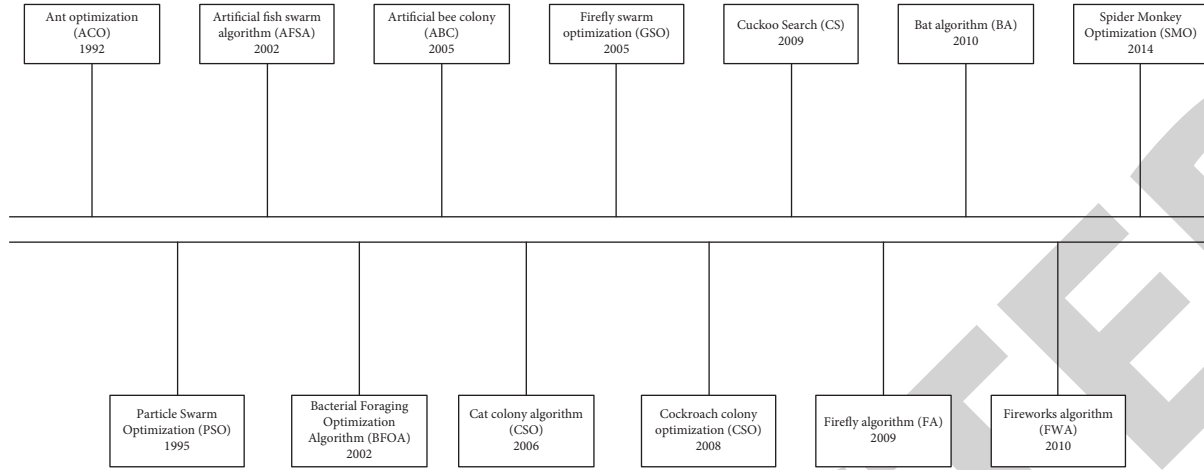 Ant optimization
(ACO)
1992
Artificial fish swarm
algorithm (AFSA)
2002
Artificial bee colony
(ABC)
2005
Firefly swarm
optimization (GSO)
2005
Cuckoo Search (CS)
2009
Bat algorithm (BA)
2010
Spider Monkey
Optimization (SMO)
2014
Particle Swarm
Optimization (PSO)
1995
Bacterial Foraging
Optimization
Algorithm (BFOA)
2002
Cat colony algorithm
(CSO)
2006
Cockroach colony
optimization (CSO)
2008
Firefly algorithm (FA)
2009
Fireworks algorithm
(FWA)
2010